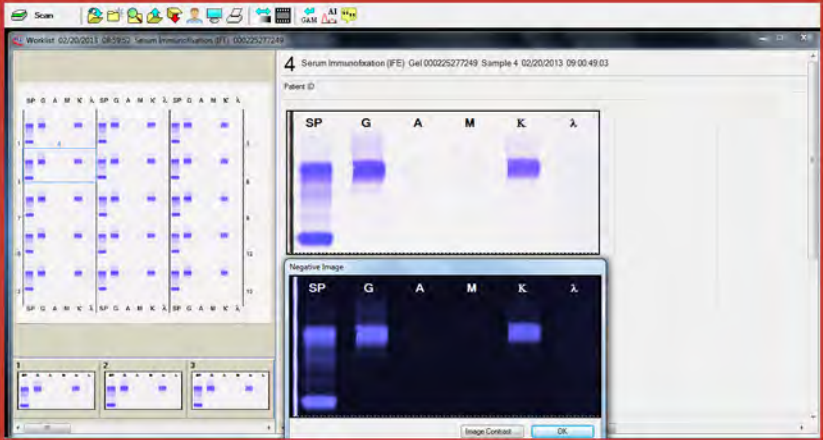 Scan
GAM
AI
Worklist 02/20/2013 08:59:52 Serum Immunofixation (IFE) 000225277249
4 Serum Immunofixation (IFE) Gel 000225277249 Sample 4 02/20/2013 09:00:49:03
Patient ID
SP G A M K λ SP G A M K λ SP G A M K λ
SP G A M K λ
SP G A M K λ SP G A M K λ SP G A M K λ
Negative Image
SP G A M K λ
1 2 3
Image Contrast OK